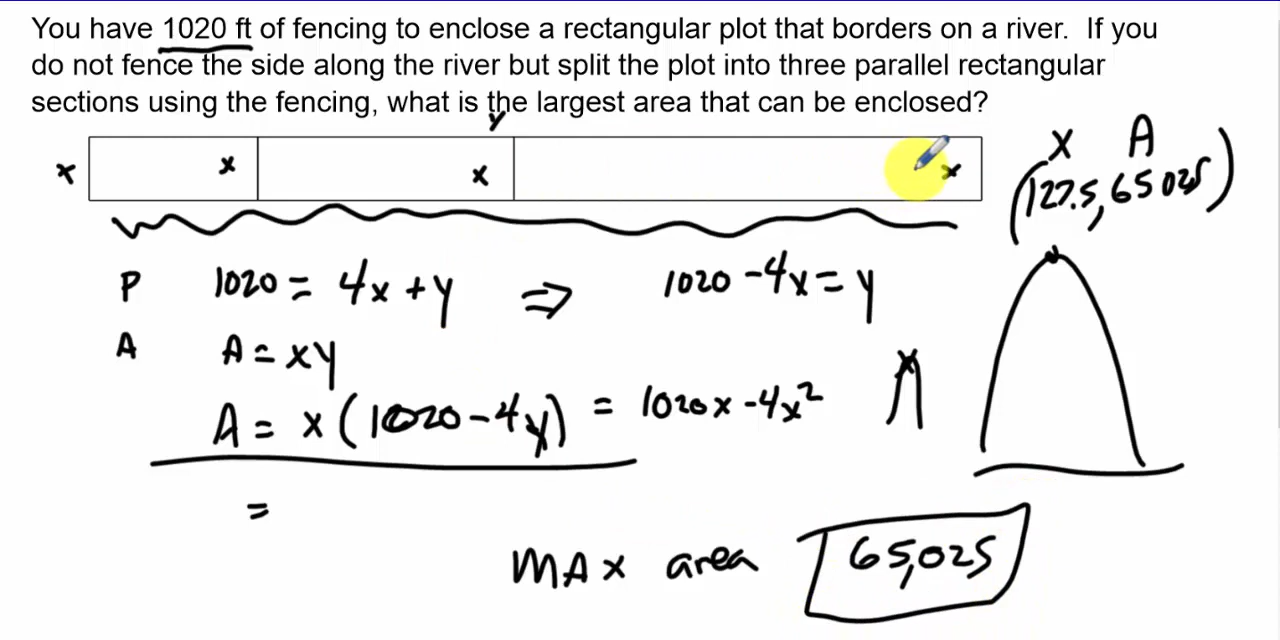 You have 1020 ft of fencing to enclose a rectangular plot that borders on a river. If you
do not fence the side along the river but split the plot into three parallel rectangular
sections using the fencing, what is the largest area that can be enclosed?
y
x x x x
x A
(127.5, 65025)
P 1020 = 4x + y ⇒ 1020 - 4x = y
A A = xy
A = x(1020 - 4y) = 1020x - 4x²
=
MAX area 65,025